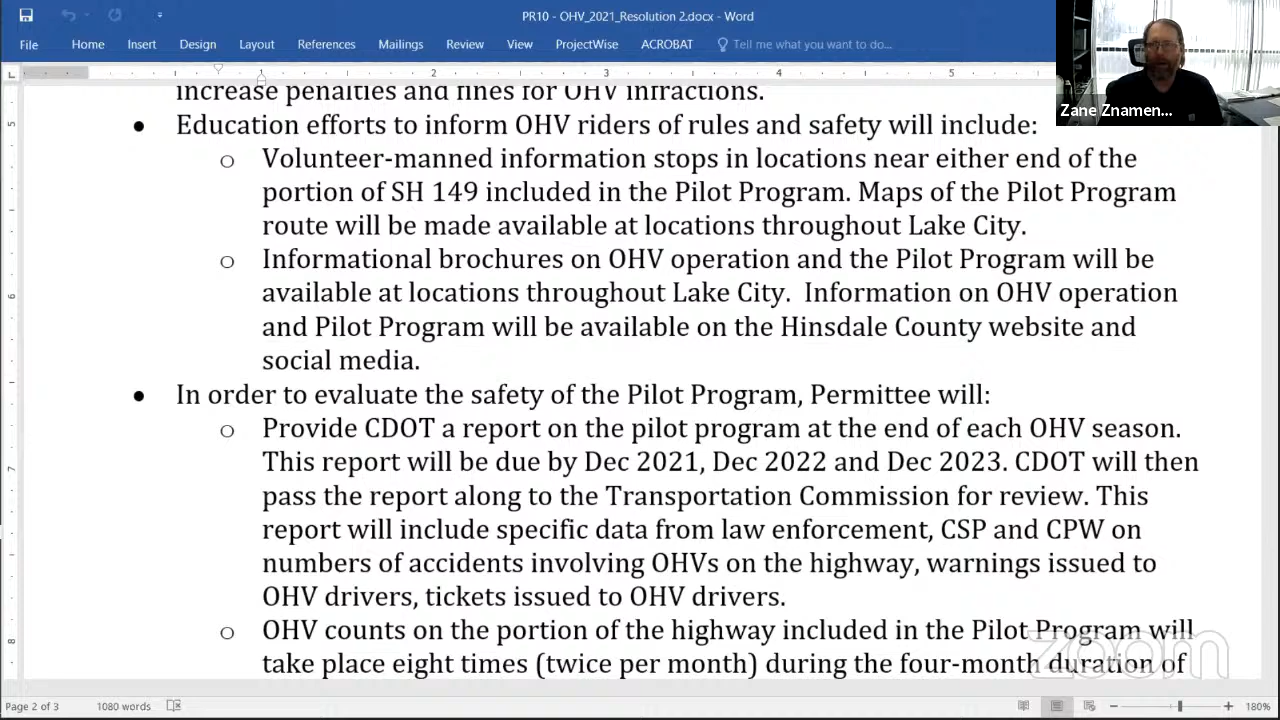 PR10 - OHV_2021_Resolution 2.docx - Word
File Home Insert Design Layout References Mailings Review View ProjectWise ACROBAT Tell me what you want to do...
2 3 4 5
Zane Znamen...
increase penalties and fines for OHV infractions.
• Education efforts to inform OHV riders of rules and safety will include:
o Volunteer-manned information stops in locations near either end of the
portion of SH 149 included in the Pilot Program. Maps of the Pilot Program
route will be made available at locations throughout Lake City.
o Informational brochures on OHV operation and the Pilot Program will be
available at locations throughout Lake City. Information on OHV operation
and Pilot Program will be available on the Hinsdale County website and
social media.
• In order to evaluate the safety of the Pilot Program, Permittee will:
o Provide CDOT a report on the pilot program at the end of each OHV season.
This report will be due by Dec 2021, Dec 2022 and Dec 2023. CDOT will then
pass the report along to the Transportation Commission for review. This
report will include specific data from law enforcement, CSP and CPW on
numbers of accidents involving OHVs on the highway, warnings issued to
OHV drivers, tickets issued to OHV drivers.
o OHV counts on the portion of the highway included in the Pilot Program will
take place eight times (twice per month) during the four-month duration of
zoom
5
6
7
8
Page 2 of 3 1080 words 180%